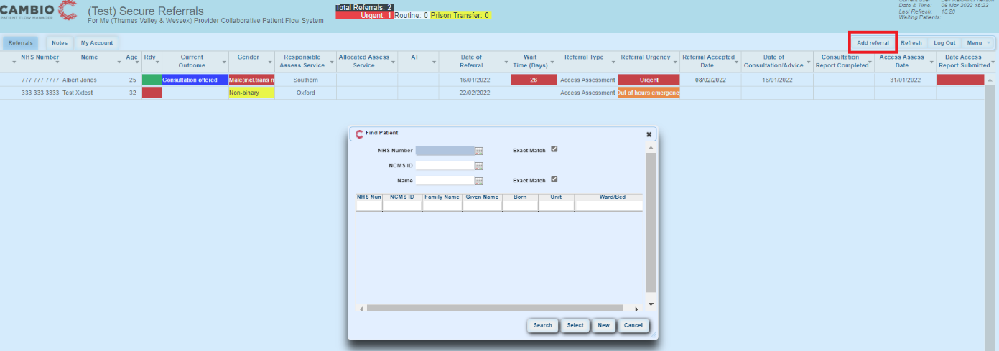 CAMBIO
PATIENT FLOW MANAGER
(Test) Secure Referrals
For Me (Thames Valley & Wessex) Provider Collaborative Patient Flow System
Total Referrals: 2
Urgent: 1 Routine: 0 Prison Transfer: 0
Date & Time: 06 Mar 2022 15:23
Last Refresh: 15:20
Waiting Patients:
Referrals Notes My Account Add referral Refresh Log Out Menu
NHS Number Name Age Rdy Current Outcome Gender Responsible Assess Service Allocated Assess Service AT Date of Referral Wait Time (Days) Referral Type Referral Urgency Referral Accepted Date Date of Consultation/Advice Consultation Report Completed Access Assess Date Date Access Report Submitted
777 777 7777 Albert Jones 25 Consultation offered Male(incl trans m Southern 16/01/2022 26 Access Assessment Urgent 08/02/2022 16/01/2022 31/01/2022
333 333 3333 Test Xxtest 32 Non-binary Oxford 22/02/2022 Access Assessment Out of hours emergenc
Find Patient
NHS Number Exact Match
NCMS ID
Name Exact Match
NHS Nun NCMS ID Family Name Given Name Born Unit Ward/Bed
Search Select New Cancel